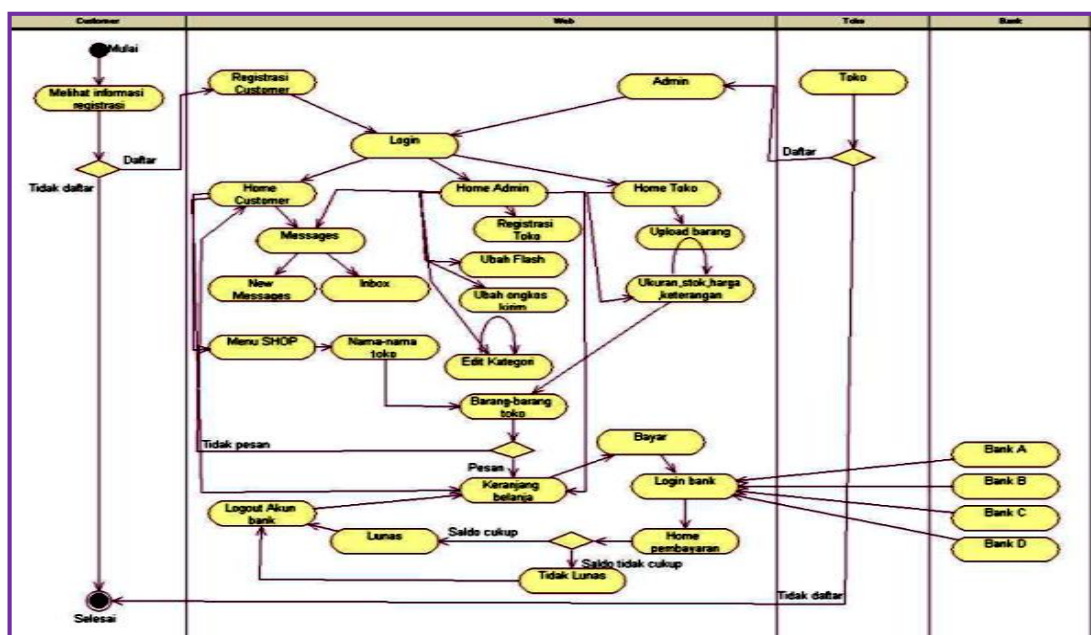 Customer
Web
Toko
Bank
Mulai
Melihat informasi
registrasi
Registrasi
Customer
Admin
Toko
Login
Daftar
Daftar
Tidak daftar
Home
Customer
Home Admin
Home Toko
Messages
Registrasi
Toko
Upload barang
Ubah Flash
New
Messages
Inbox
Ubah ongkos
kirim
Ukuran,stok,harga
,keterangan
Menu SHOP
Nama-nama
toko
Edit Kategori
Barang-barang
toko
Tidak pesan
Pesan
Bayar
Keranjang
belanja
Login bank
Bank A
Bank B
Bank C
Bank D
Logout Akun
bank
Lunas
Saldo cukup
Home
pembayaran
Saldo tidak cukup
Tidak Lunas
Tidak daftar
Selesai